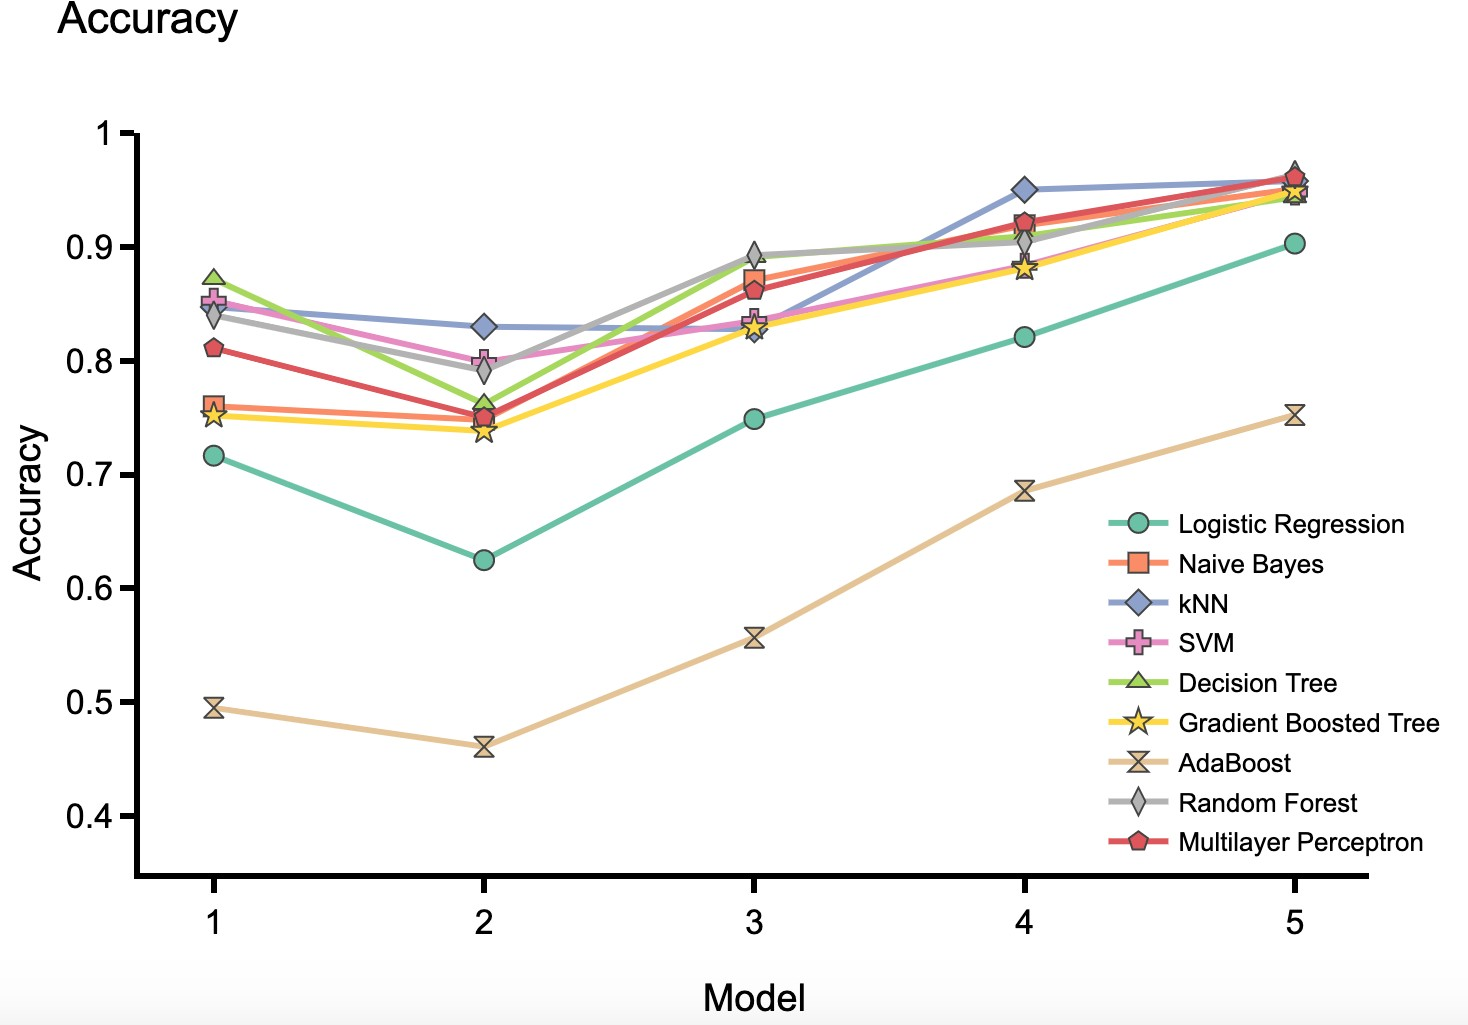 Accuracy
1
0.9
0.8
0.7
0.6
0.5
0.4
Accuracy
Logistic Regression
Naive Bayes
kNN
SVM
Decision Tree
Gradient Boosted Tree
AdaBoost
Random Forest
Multilayer Perceptron
1 2 3 4 5
Model